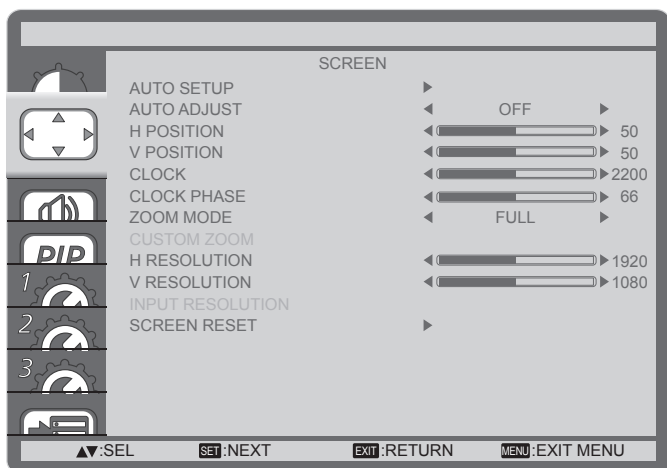 SCREEN
AUTO SETUP
AUTO ADJUST OFF
H POSITION 50
V POSITION 50
CLOCK 2200
CLOCK PHASE 66
ZOOM MODE FULL
CUSTOM ZOOM
H RESOLUTION 1920
V RESOLUTION 1080
INPUT RESOLUTION
SCREEN RESET
PIP
1
2
3
:SEL SET :NEXT EXIT :RETURN MENU :EXIT MENU